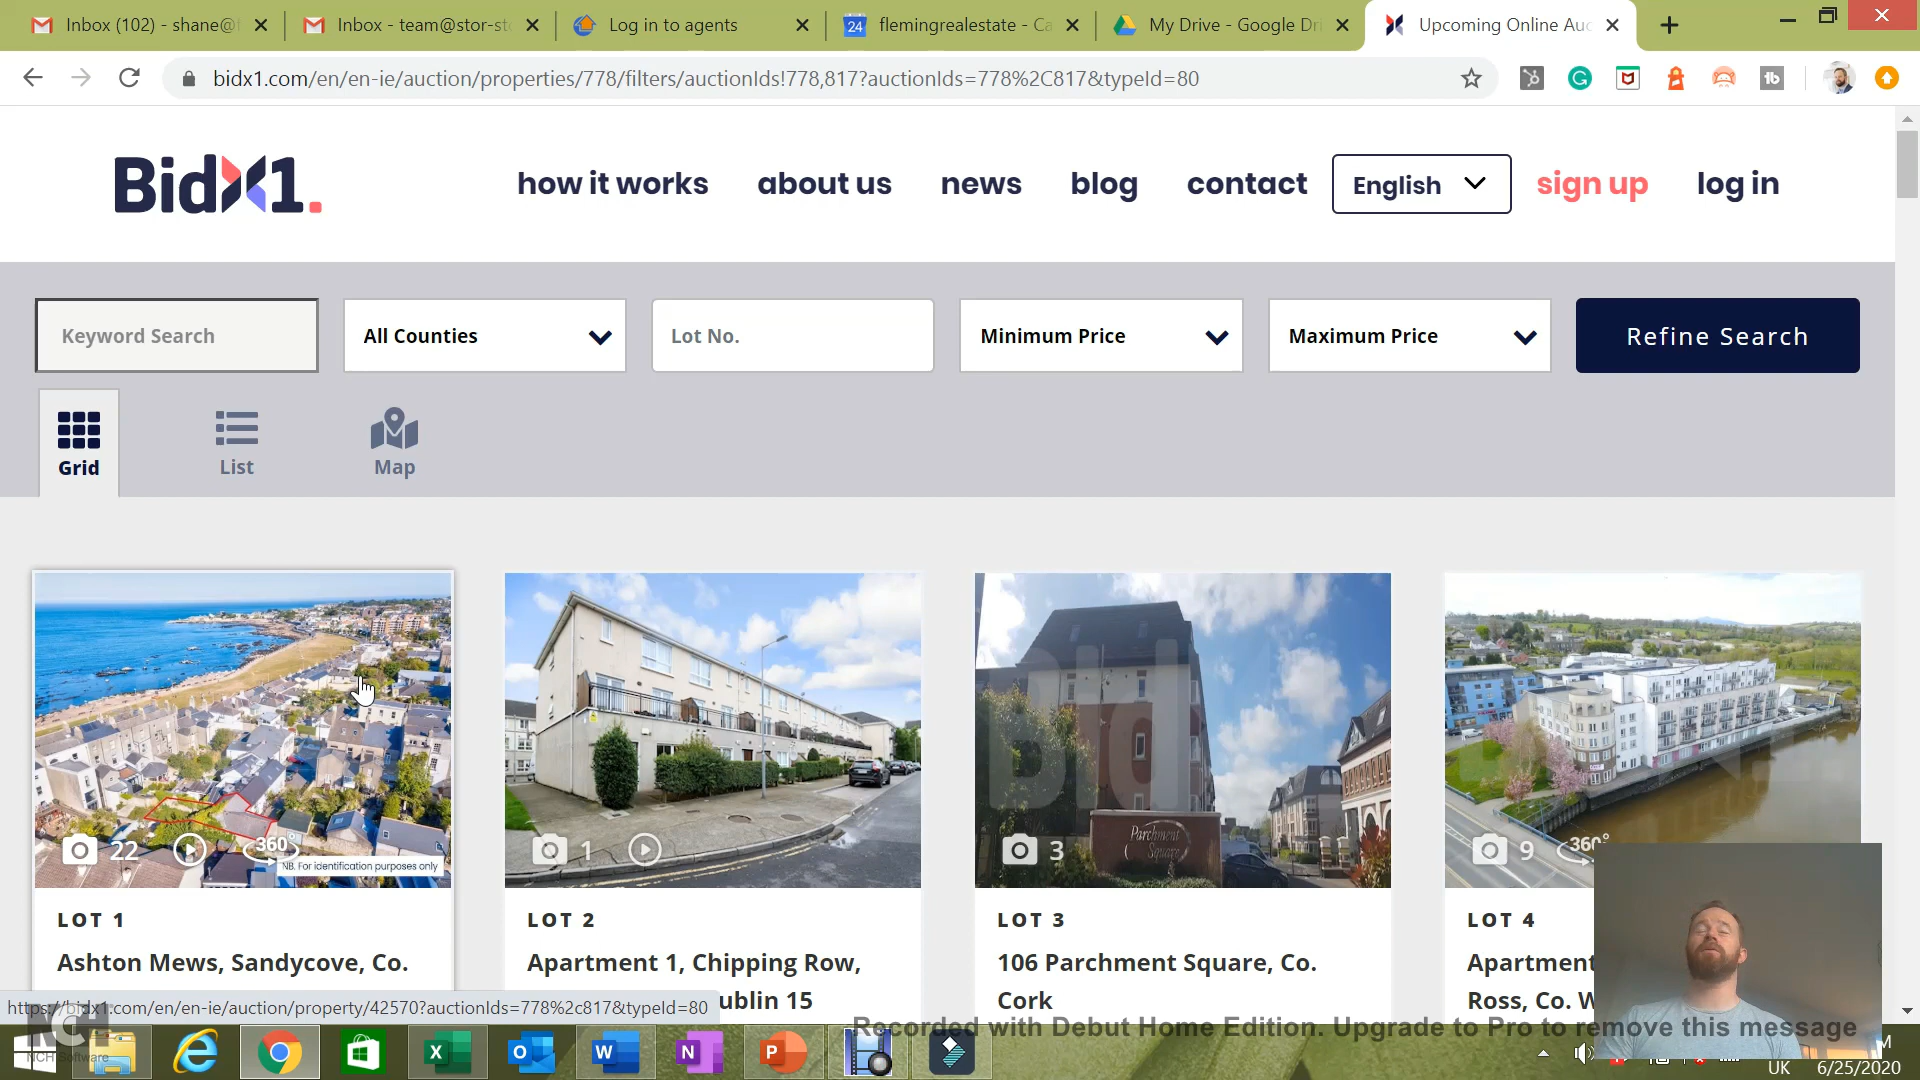 Inbox (102) - shane@
Inbox - team@stor-st
Log in to agents
24
flemingrealestate - Ca
My Drive - Google Dri
Upcoming Online Auc
bidx1.com/en/en-ie/auction/properties/778/filters/auctionIds!778,817?auctionIds=778%2C817&typeId=80
BidX1.
how it works
about us
news
blog
contact
English
sign up
log in
Keyword Search
All Counties
Lot No.
Minimum Price
Maximum Price
Refine Search
Grid
List
Map
22
360°
NB. For identification purposes only
1
Parchment
Square
3
9
360°
LOT 1
Ashton Mews, Sandycove, Co.
LOT 2
Apartment 1, Chipping Row,
ublin 15
LOT 3
106 Parchment Square, Co.
Cork
LOT 4
Apartment
Ross, Co. W
https://bidx1.com/en/en-ie/auction/property/42570?auctionIds=778%2c817&typeId=80
NCH
NCH Software
Recorded with Debut Home Edition. Upgrade to Pro to remove this message
UK
6/25/2020